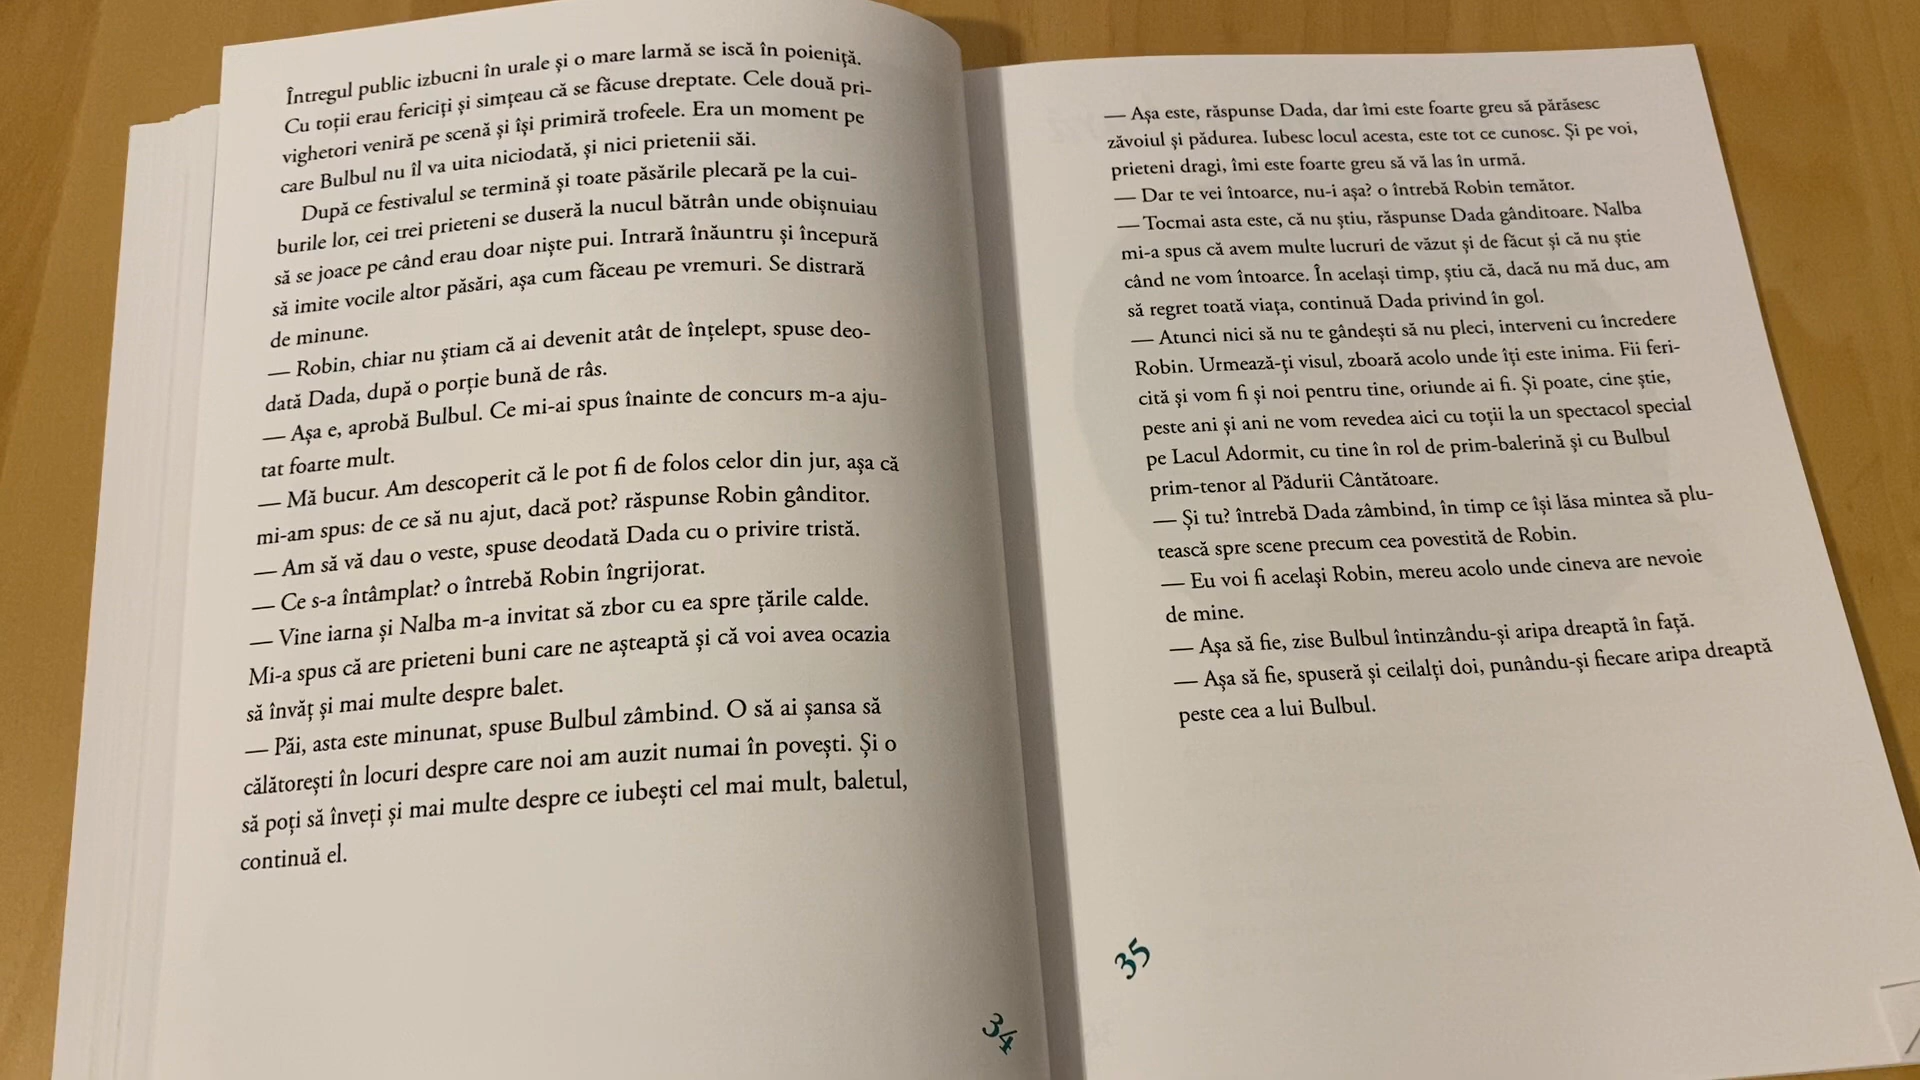 Întregul public izbucni în urale și o mare larmă se iscă în poieniță.
Cu toții erau fericiți și simțeau că se făcuse dreptate. Cele două pri-
vighetori veniră pe scenă și își primiră trofeele. Era un moment pe
care Bulbul nu îl va uita niciodată, și nici prietenii săi.
După ce festivalul se termină și toate păsările plecară pe la cui-
burile lor, cei trei prieteni se duseră la nucul bătrân unde obișnuiau
să se joace pe când erau doar niște pui. Intrară înăuntru și începură
să imite vocile altor păsări, așa cum făceau pe vremuri. Se distrară
de minune.
— Robin, chiar nu știam că ai devenit atât de înțelept, spuse deo-
dată Dada, după o porție bună de râs.
— Așa e, aprobă Bulbul. Ce mi-ai spus înainte de concurs m-a aju-
tat foarte mult.
— Mă bucur. Am descoperit că le pot fi de folos celor din jur, așa că
mi-am spus: de ce să nu ajut, dacă pot? răspunse Robin gânditor.
— Am să vă dau o veste, spuse deodată Dada cu o privire tristă.
— Ce s-a întâmplat? o întrebă Robin îngrijorat.
— Vine iarna și Nalba m-a invitat să zbor cu ea spre țările calde.
Mi-a spus că are prieteni buni care ne așteaptă și că voi avea ocazia
să învăț și mai multe despre balet.
— Păi, asta este minunat, spuse Bulbul zâmbind. O să ai șansa să
călătorești în locuri despre care noi am auzit numai în povești. Și o
să poți să înveți și mai multe despre ce iubești cel mai mult, baletul,
continuă el.
34
— Așa este, răspunse Dada, dar îmi este foarte greu să părăsesc
zăvoiul și pădurea. Iubesc locul acesta, este tot ce cunosc. Și pe voi,
prieteni dragi, îmi este foarte greu să vă las în urmă.
— Dar te vei întoarce, nu-i așa? o întrebă Robin temător.
— Tocmai asta este, că nu știu, răspunse Dada gânditoare. Nalba
mi-a spus că avem multe lucruri de văzut și de făcut și că nu știe
când ne vom întoarce. În același timp, știu că, dacă nu mă duc, am
să regret toată viața, continuă Dada privind în gol.
— Atunci nici să nu te gândești să nu pleci, interveni cu încredere
Robin. Urmează-ți visul, zboară acolo unde îți este inima. Fii feri-
cită și vom fi și noi pentru tine, oriunde ai fi. Și poate, cine știe,
peste ani și ani ne vom revedea aici cu toții la un spectacol special
pe Lacul Adormit, cu tine în rol de prim-balerină și cu Bulbul
prim-tenor al Pădurii Cântătoare.
— Și tu? întrebă Dada zâmbind, în timp ce își lăsa mintea să plu-
tească spre scene precum cea povestită de Robin.
— Eu voi fi același Robin, mereu acolo unde cineva are nevoie
de mine.
— Așa să fie, zise Bulbul întinzându-și aripa dreaptă în față.
— Așa să fie, spuseră și ceilalți doi, punându-și fiecare aripa dreaptă
peste cea a lui Bulbul.
35